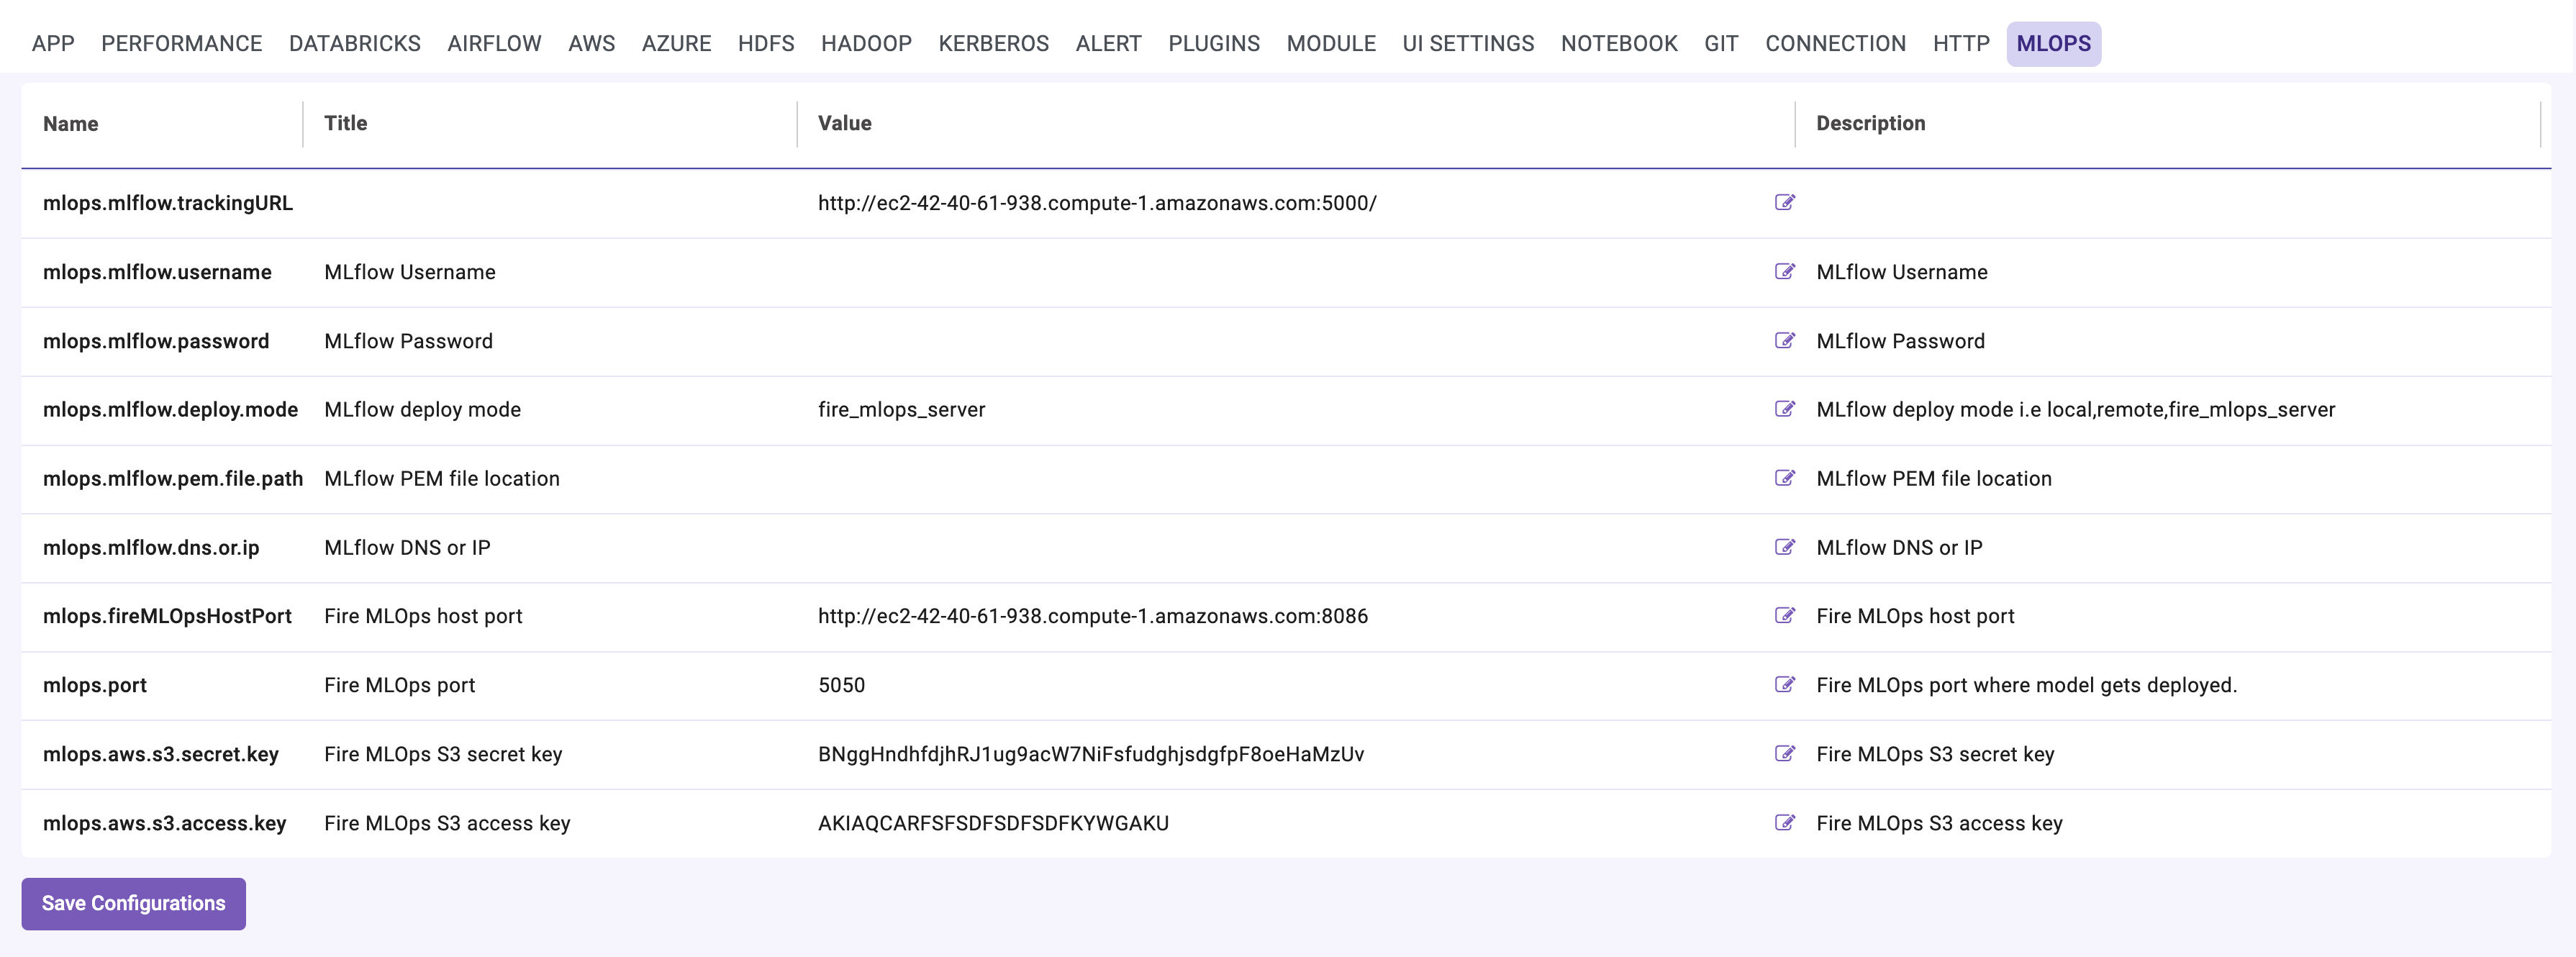 APP PERFORMANCE DATABRICKS AIRFLOW AWS AZURE HDFS HADOOP KERBEROS ALERT PLUGINS MODULE UI SETTINGS NOTEBOOK GIT CONNECTION HTTP MLOPS
Name Title Value Description
mlops.mlflow.trackingURL http://ec2-42-40-61-938.compute-1.amazonaws.com:5000/
mlops.mlflow.username MLflow Username MLflow Username
mlops.mlflow.password MLflow Password MLflow Password
mlops.mlflow.deploy.mode MLflow deploy mode fire_mlops_server MLflow deploy mode i.e local,remote,fire_mlops_server
mlops.mlflow.pem.file.path MLflow PEM file location MLflow PEM file location
mlops.mlflow.dns.or.ip MLflow DNS or IP MLflow DNS or IP
mlops.fireMLOpsHostPort Fire MLOps host port http://ec2-42-40-61-938.compute-1.amazonaws.com:8086 Fire MLOps host port
mlops.port Fire MLOps port 5050 Fire MLOps port where model gets deployed.
mlops.aws.s3.secret.key Fire MLOps S3 secret key BNggHndhfdjhRJ1ug9acW7NiFsfudghjsdgfpF8oeHaMzUv Fire MLOps S3 secret key
mlops.aws.s3.access.key Fire MLOps S3 access key AKIAQCARFSFSDFSDFSDFKYWGAKU Fire MLOps S3 access key
Save Configurations